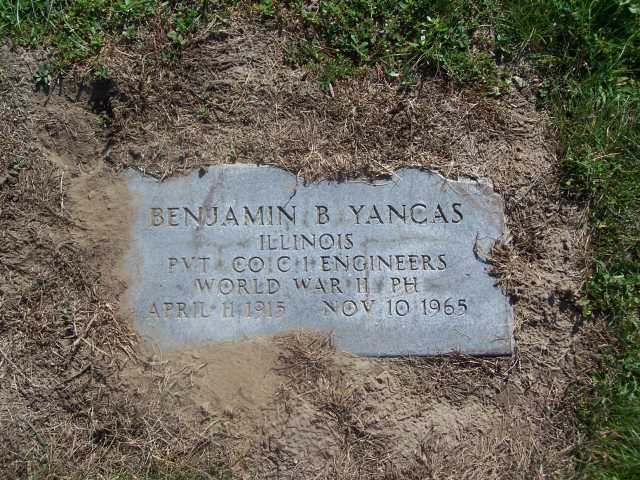 BENJAMIN B YANCAS
ILLINOIS
PVT CO C 1 ENGINEERS
WORLD WAR II PH
APRIL 11 1915 NOV 10 1965